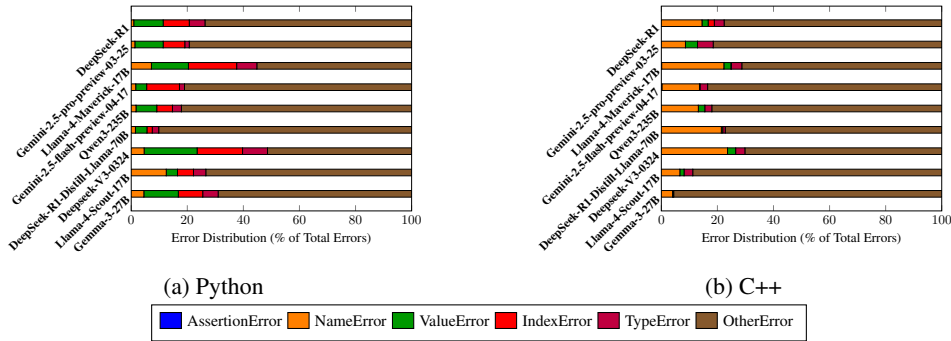 DeepSeek-R1
Gemini-2.5-pro-preview-03-25
Llama-4-Maverick-17B
Gemini-2.5-flash-preview-04-17
Qwen3-235B
DeepSeek-R1-Distill-Llama-70B
Deepseek-V3-0324
Llama-4-Scout-17B
Gemma-3-27B
0 20 40 60 80 100
Error Distribution (% of Total Errors)
(a) Python
DeepSeek-R1
Gemini-2.5-pro-preview-03-25
Llama-4-Maverick-17B
Gemini-2.5-flash-preview-04-17
Qwen3-235B
DeepSeek-R1-Distill-Llama-70B
Deepseek-V3-0324
Llama-4-Scout-17B
Gemma-3-27B
0 20 40 60 80 100
Error Distribution (% of Total Errors)
(b) C++
AssertionError NameError ValueError IndexError TypeError OtherError